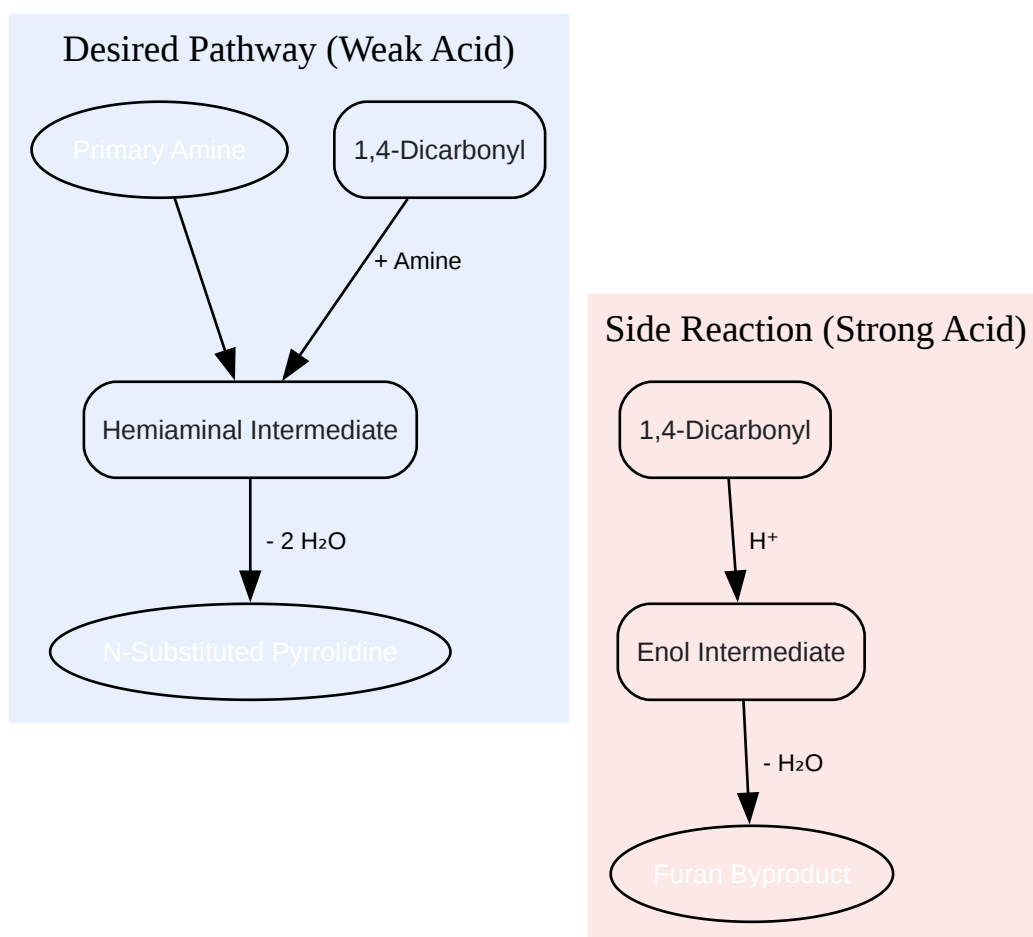 Desired Pathway (Weak Acid)
Primary Amine
1,4-Dicarbonyl
+ Amine
Hemiaminal Intermediate
- 2 H₂O
N-Substituted Pyrrolidine
Side Reaction (Strong Acid)
1,4-Dicarbonyl
H⁺
Enol Intermediate
- H₂O
Furan Byproduct